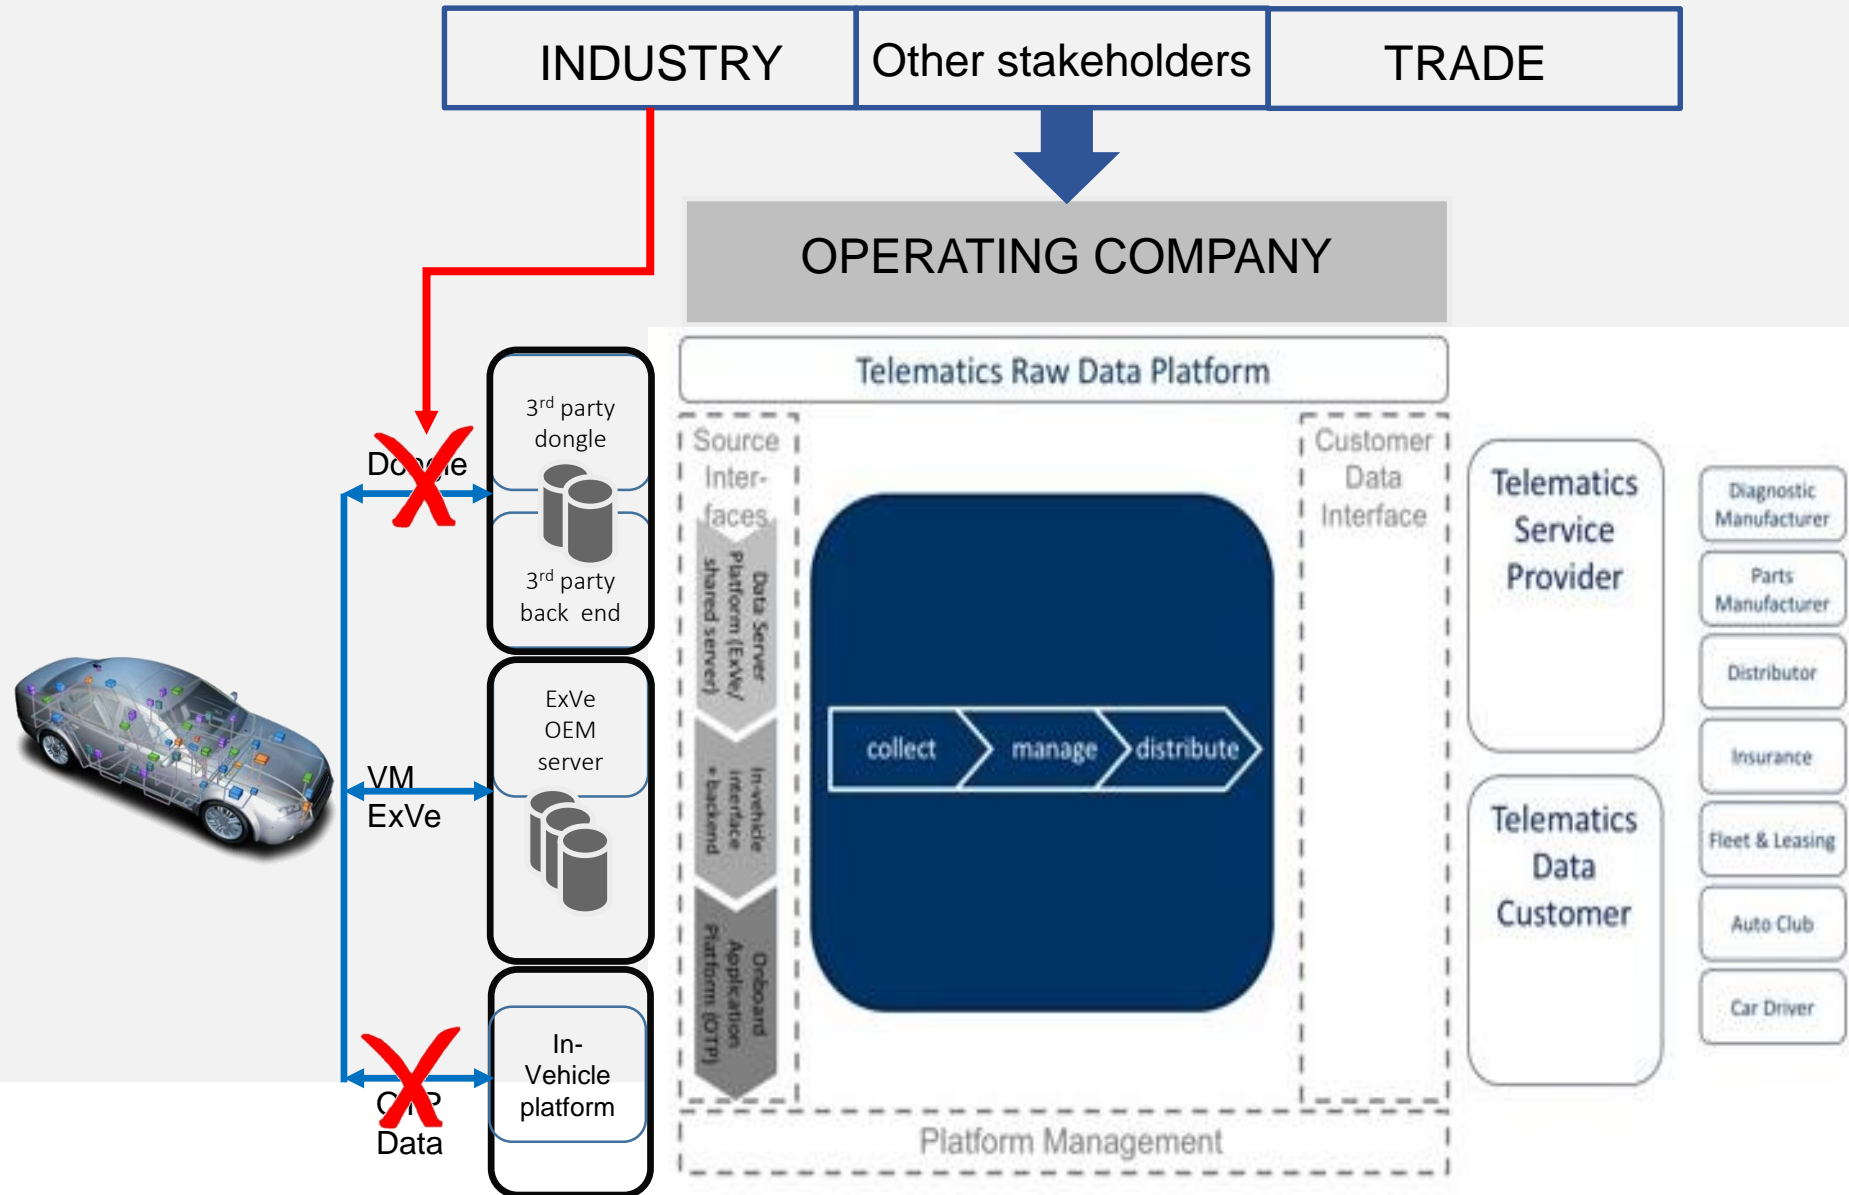 INDUSTRY
Other stakeholders
TRADE
OPERATING COMPANY
Telematics Raw Data Platform
3rd party
dongle
3rd party
back end
Dongle
ExVe
OEM
server
VM
ExVe
In-
Vehicle
platform
OTP
Data
Source
Inter-
faces
Data Server
Platform (ExVe/
shared server)
In-vehicle
interface
+ backend
Onboard
Application
Platform (OTP)
collect
manage
distribute
Customer
Data
Interface
Platform Management
Telematics
Service
Provider
Telematics
Data
Customer
Diagnostic
Manufacturer
Parts
Manufacturer
Distributor
Insurance
Fleet & Leasing
Auto Club
Car Driver